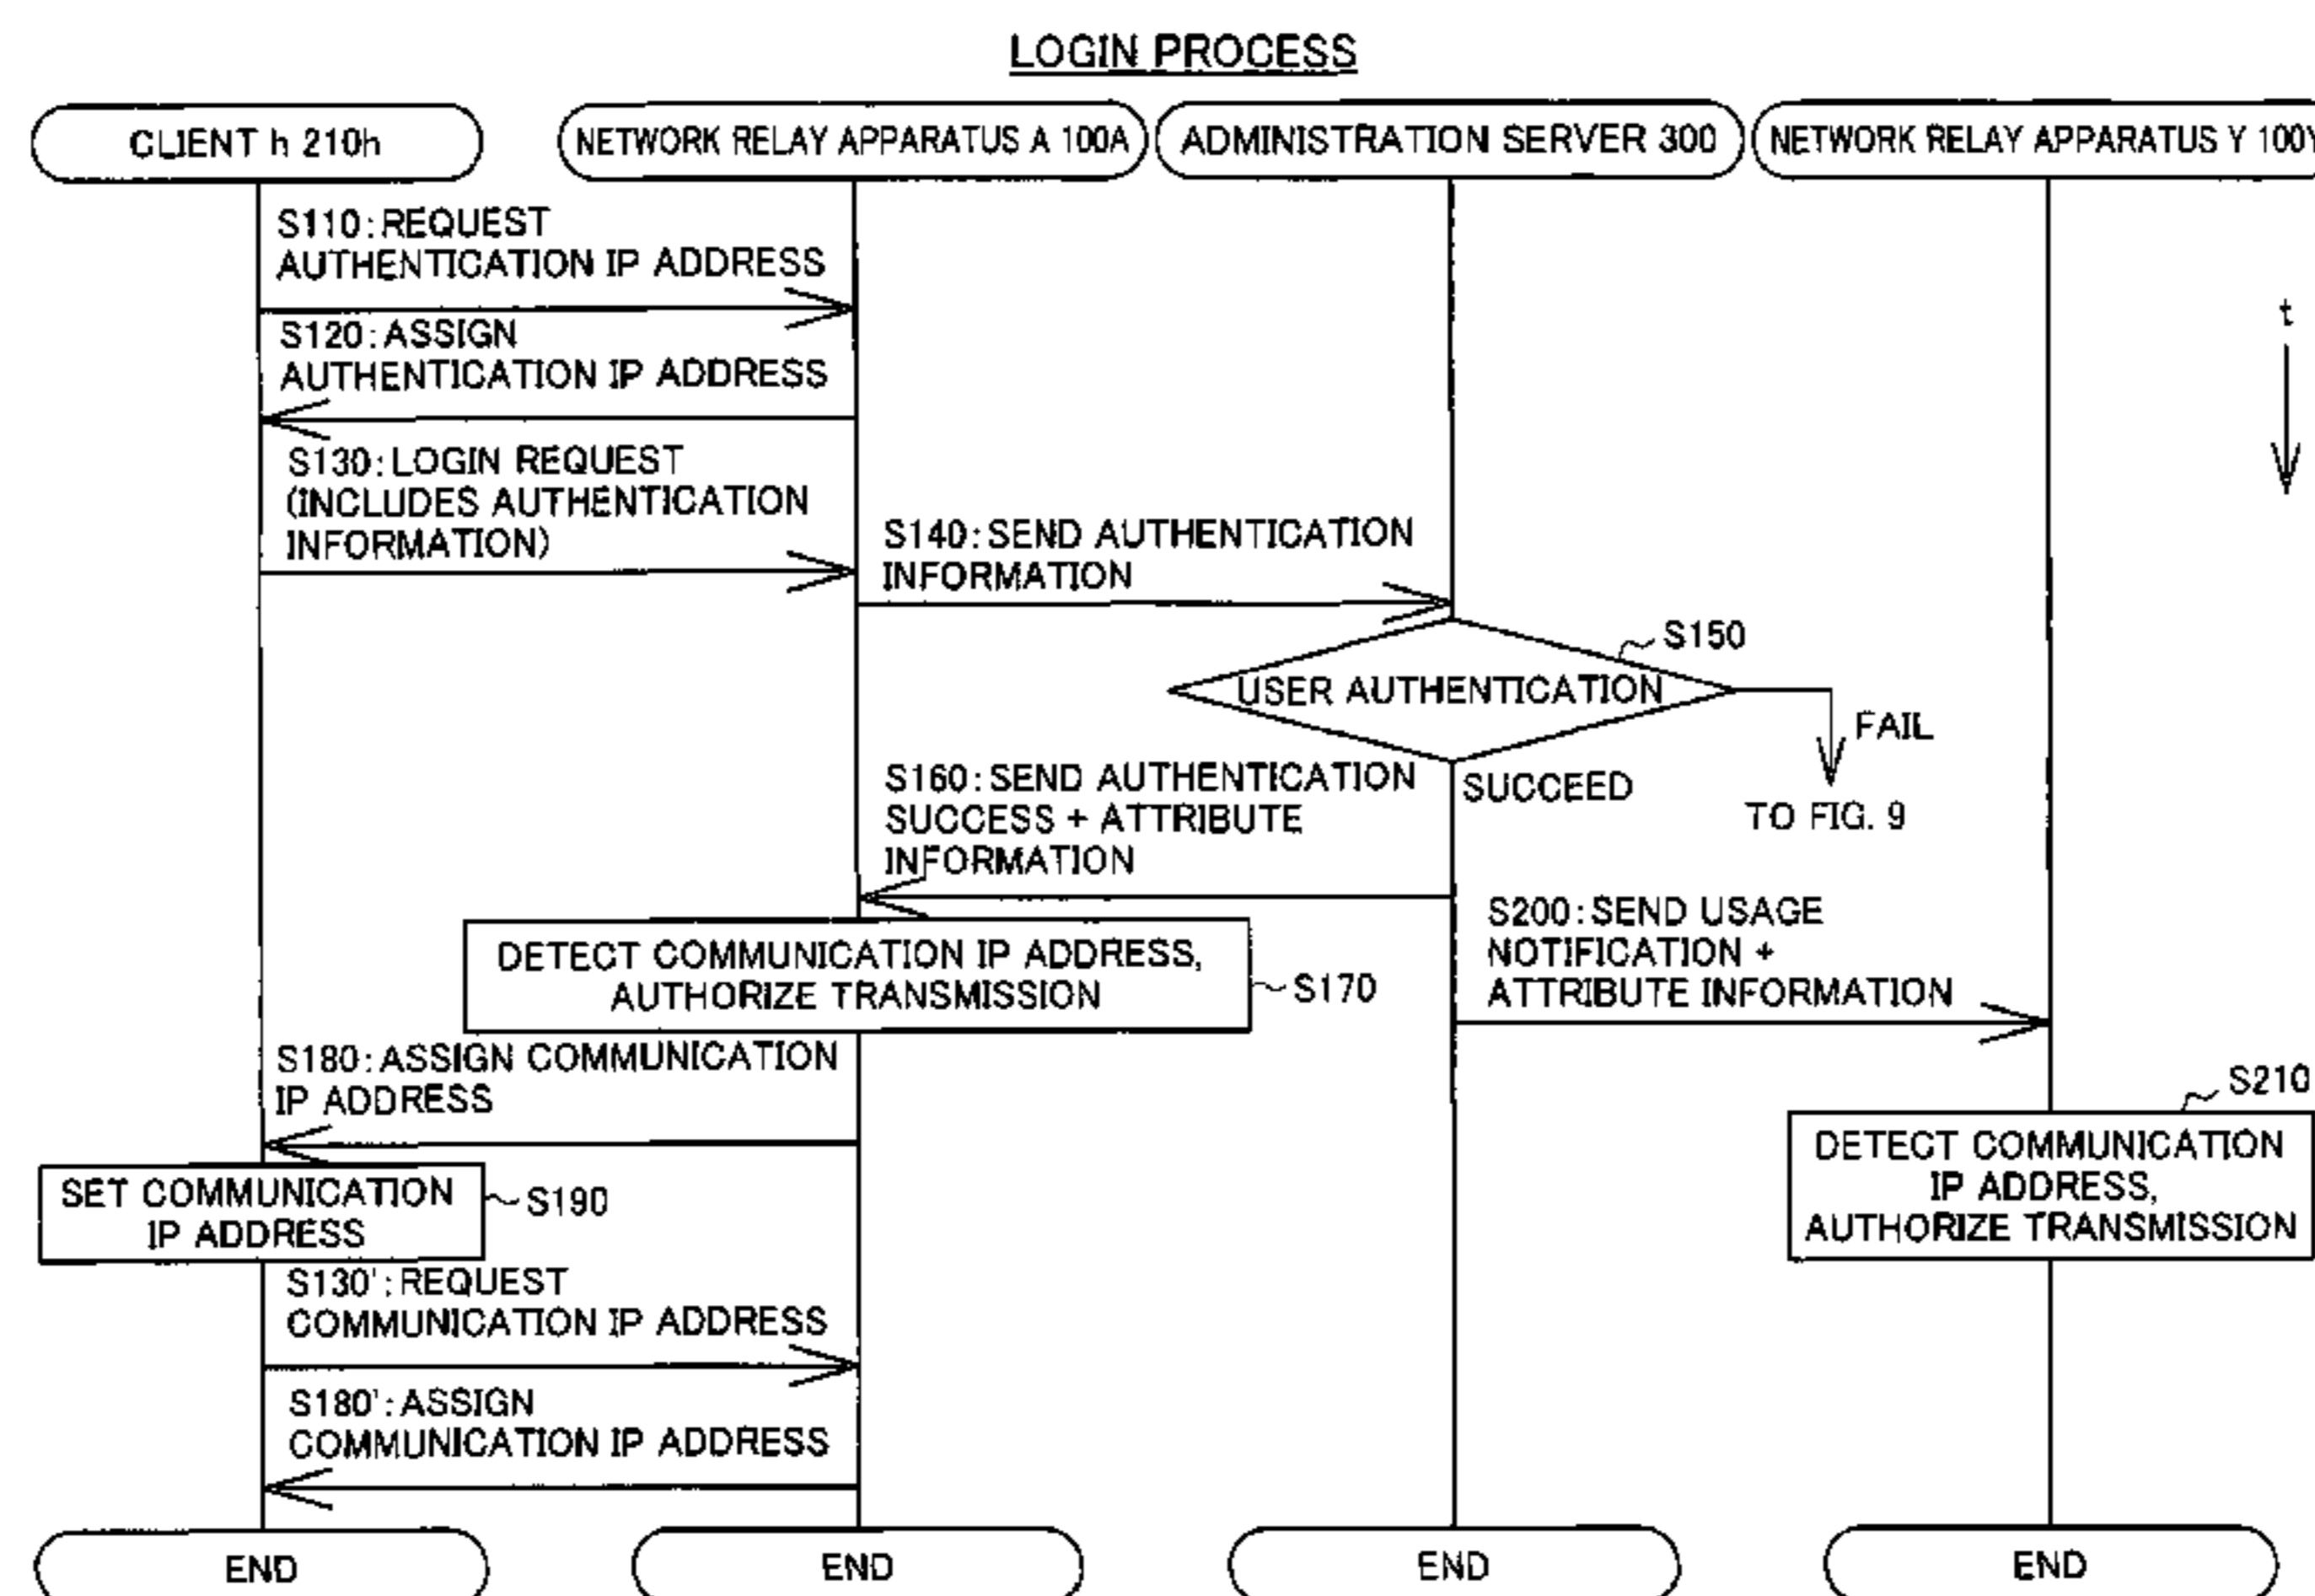 LOGIN PROCESS
CLIENT h 210h
NETWORK RELAY APPARATUS A 100A
ADMINISTRATION SERVER 300
NETWORK RELAY APPARATUS Y 100Y
S110:REQUEST
AUTHENTICATION IP ADDRESS
t
S120:ASSIGN
AUTHENTICATION IP ADDRESS
S130:LOGIN REQUEST
(INCLUDES AUTHENTICATION
INFORMATION)
S140:SEND AUTHENTICATION
INFORMATION
S150
USER AUTHENTICATION
FAIL
TO FIG. 9
SUCCEED
S160:SEND AUTHENTICATION
SUCCESS + ATTRIBUTE
INFORMATION
DETECT COMMUNICATION IP ADDRESS,
AUTHORIZE TRANSMISSION
S170
S200:SEND USAGE
NOTIFICATION +
ATTRIBUTE INFORMATION
S180:ASSIGN COMMUNICATION
IP ADDRESS
S210
DETECT COMMUNICATION
IP ADDRESS,
AUTHORIZE TRANSMISSION
SET COMMUNICATION
IP ADDRESS
S190
S130':REQUEST
COMMUNICATION IP ADDRESS
S180':ASSIGN
COMMUNICATION IP ADDRESS
END
END
END
END